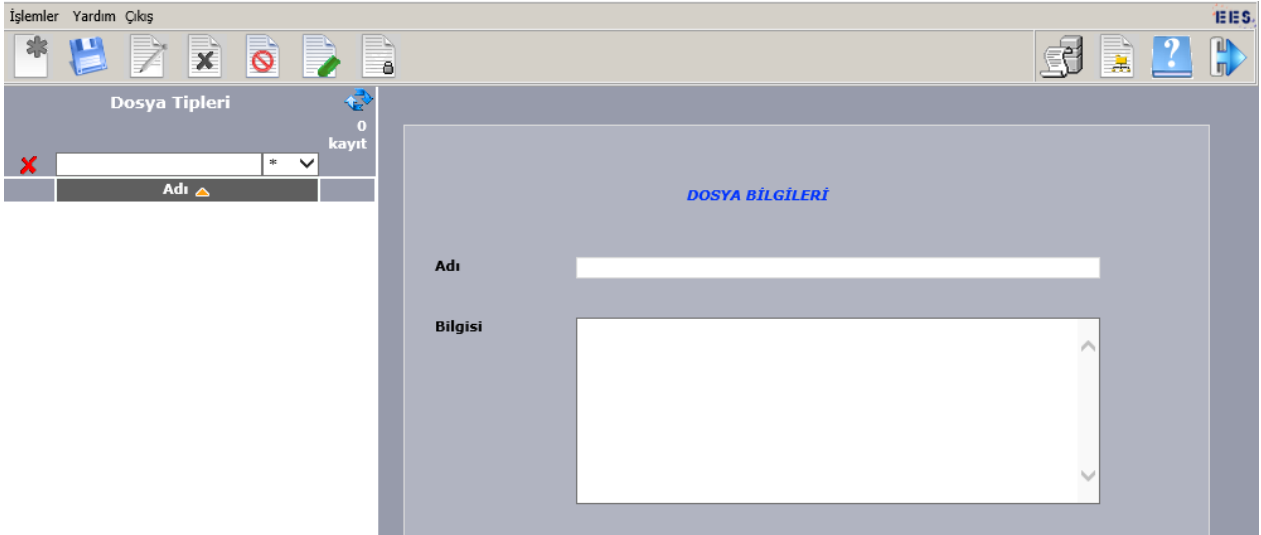 İşlemler Yardım Çıkış
EES.
?
Dosya Tipleri
0
kayıt
*
Adı
DOSYA BİLGİLERİ
Adı
Bilgisi